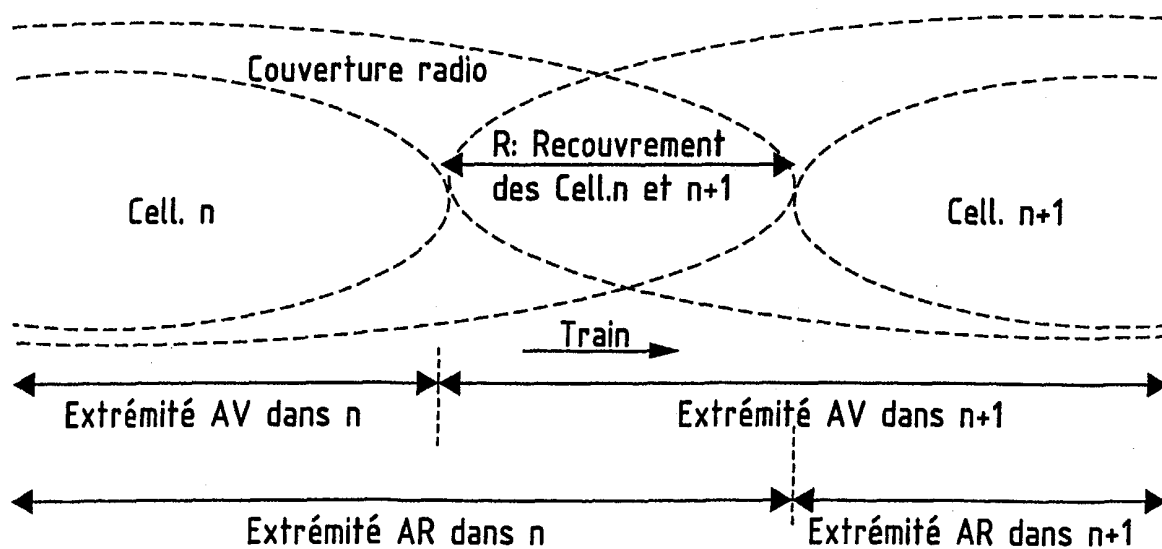 Couverture radio
R: Recouvrement
des Cell.n et n+1
Cell. n
Cell. n+1
Train
Extrémité AV dans n
Extrémité AV dans n+1
Extrémité AR dans n
Extrémité AR dans n+1